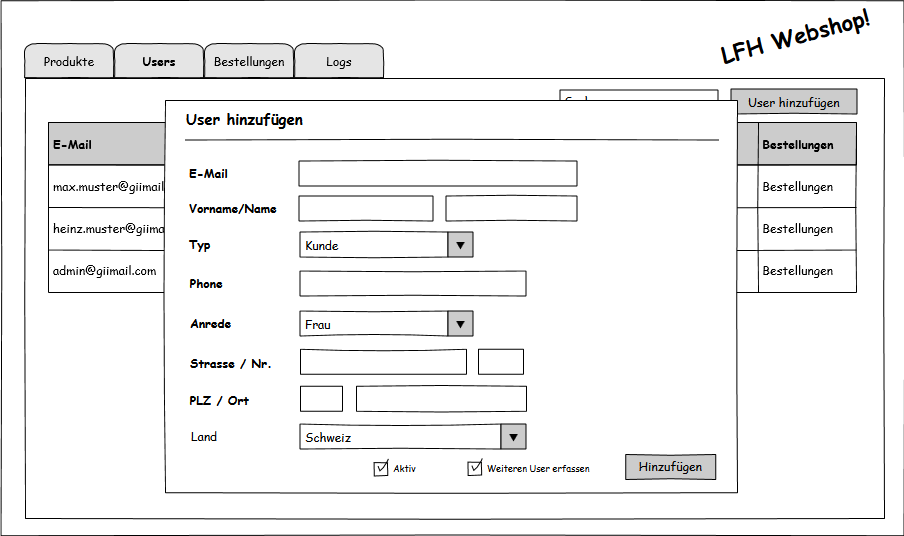 LFH Webshop!
Produkte Users Bestellungen Logs
User hinzufügen
User hinzufügen
E-Mail Bestellungen
E-Mail
max.muster@giimail Bestellungen
Vorname/Name
heinz.muster@giima Bestellungen
Typ Kunde
admin@giimail.com Bestellungen
Phone
Anrede Frau
Strasse / Nr.
PLZ / Ort
Land Schweiz
Aktiv Weiteren User erfassen Hinzufügen